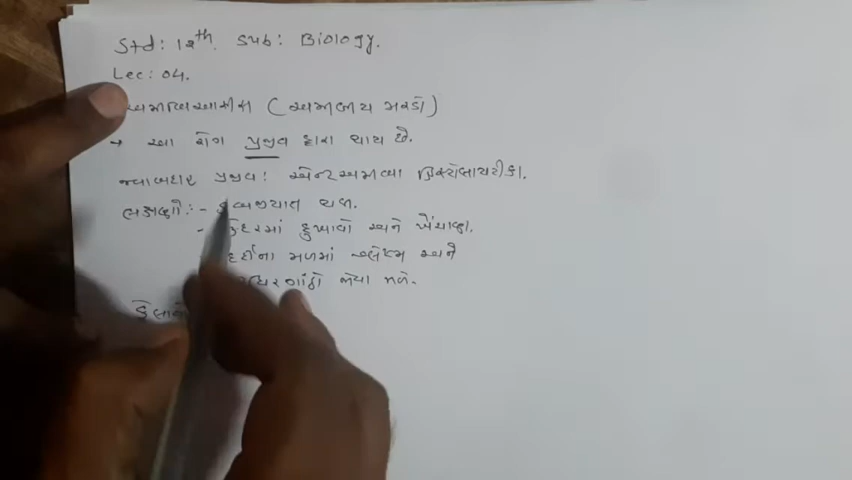 Std: 12th. Sub: Biology.
Lec: 04.
અમીબીઆસીસ (અમીબીય મરડો)
→ આ રોગ પ્રજીવ દ્વારા થાય છે.
જવાબદાર પ્રજીવ: એન્ટઅમીબા હિસ્ટોલાયટીકા.
લક્ષણો:- કબજીયાત થવી.
- ઉદરમાં દુખાવો અને ખેંચાણ.
દર્દીના મળમાં શ્લેષ્મ અને
રુધિરગાંઠો જોવા મળે.
ફેલાવો